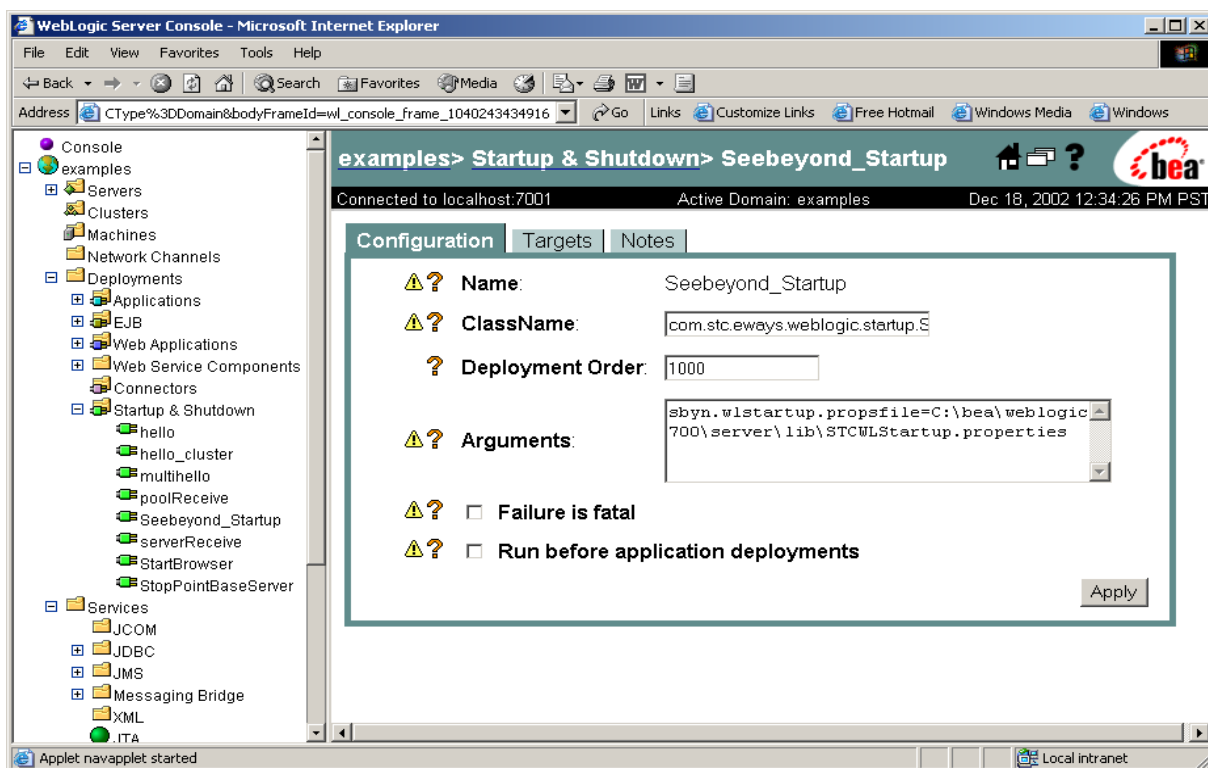 WebLogic Server Console - Microsoft Internet Explorer
File Edit View Favorites Tools Help
Back Search Favorites Media
Address CType%3DDomain&bodyFrameId=wl_console_frame_1040243434916 Go Links Customize Links Free Hotmail Windows Media Windows
Console
examples
Servers
Clusters
Machines
Network Channels
Deployments
Applications
EJB
Web Applications
Web Service Components
Connectors
Startup & Shutdown
hello
hello_cluster
multihello
poolReceive
Seebeyond_Startup
serverReceive
StartBrowser
StopPointBaseServer
Services
JCOM
JDBC
JMS
Messaging Bridge
XML
JTA
examples> Startup & Shutdown> Seebeyond_Startup
bea
Connected to localhost:7001 Active Domain: examples Dec 18, 2002 12:34:26 PM PST
Configuration Targets Notes
Name: Seebeyond_Startup
ClassName: com.stc.eways.weblogic.startup.S
Deployment Order: 1000
Arguments: sbyn.wlstartup.propsfile=C:\bea\weblogic
700\server\lib\STCWLStartup.properties
Failure is fatal
Run before application deployments
Apply
Applet navapplet started Local intranet